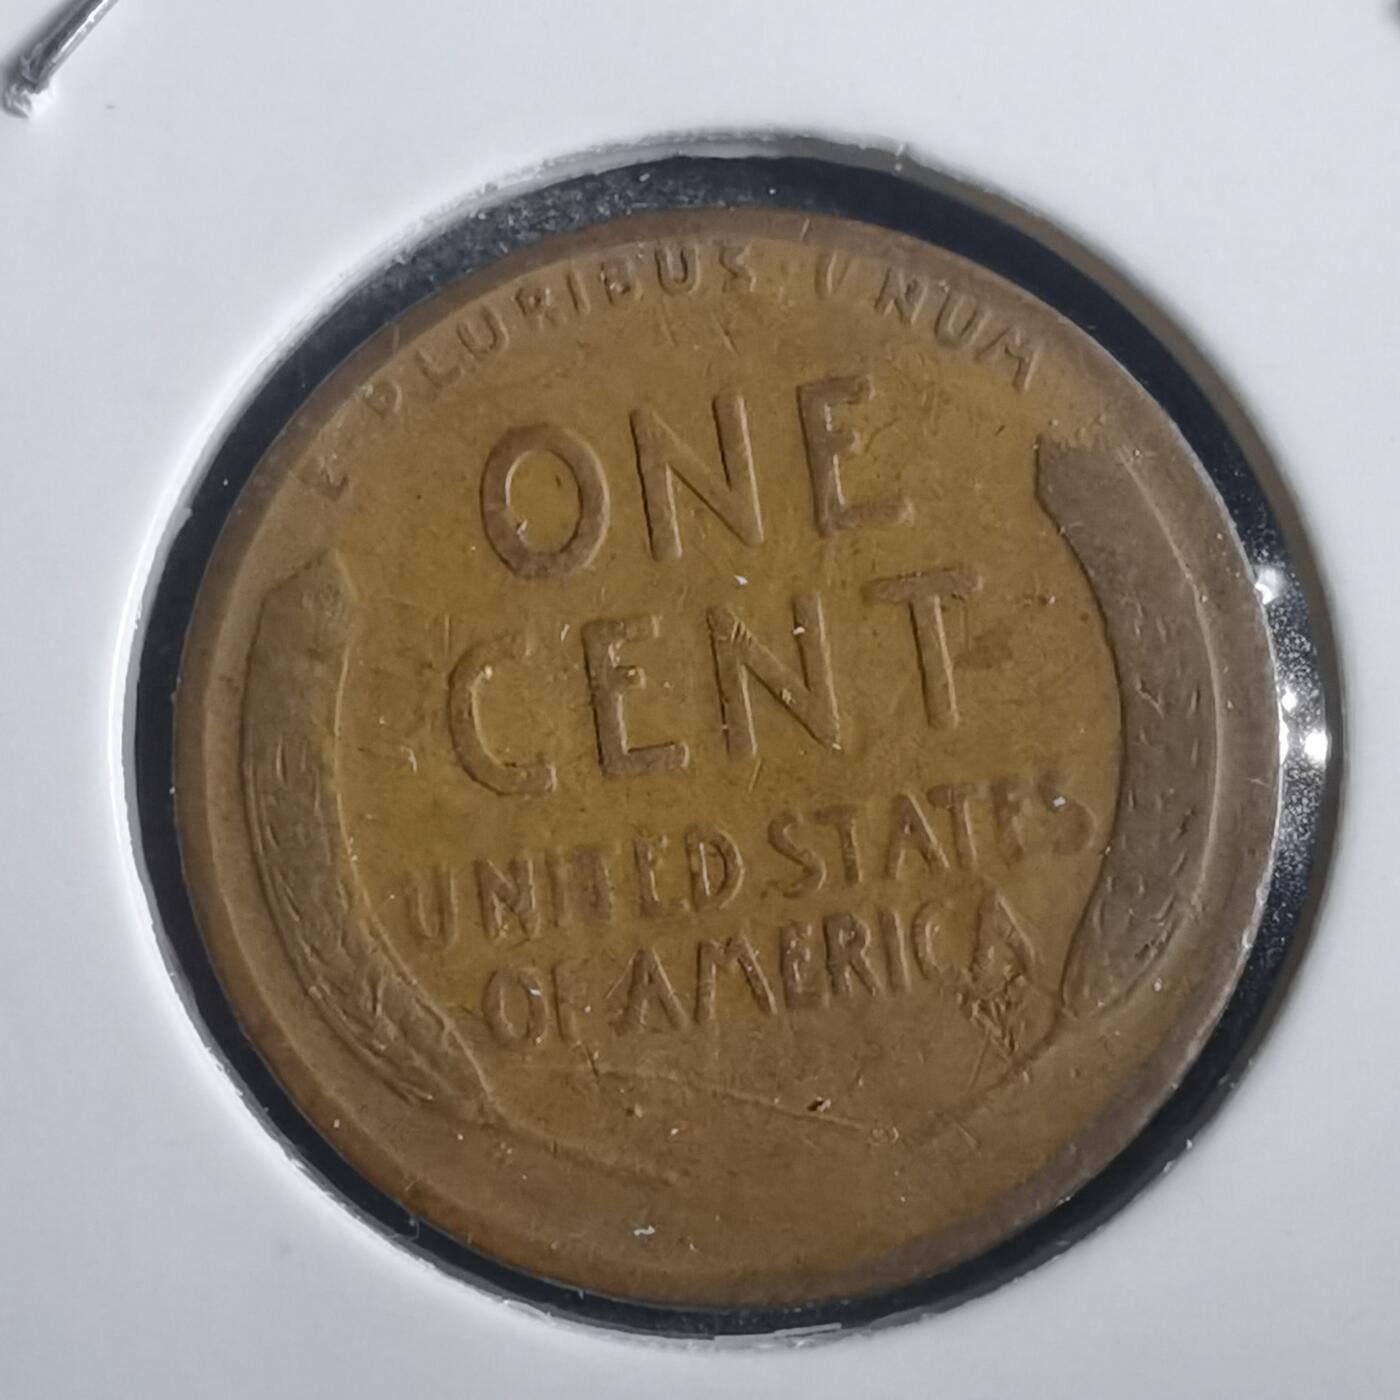 E PLURIBUS UNUM
ONE
CENT
UNITED STATES
OF AMERICA